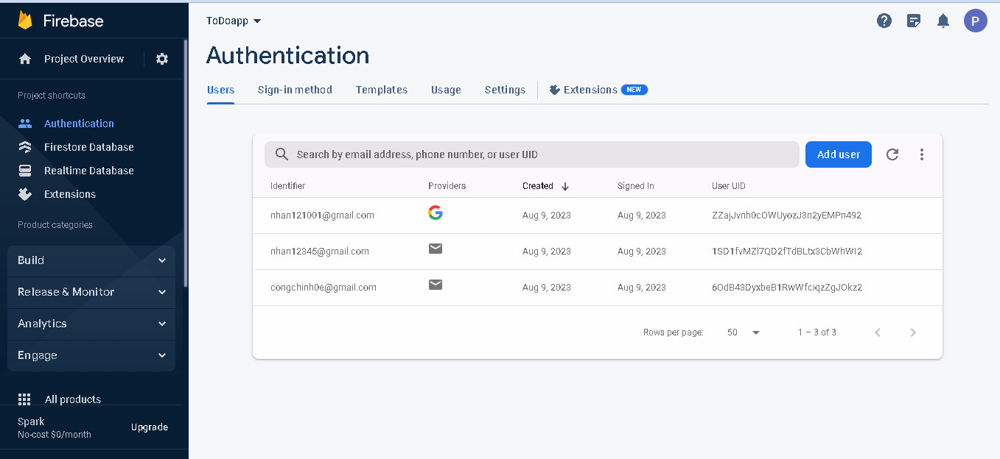 Firebase
Project Overview
Project shortcuts
Authentication
Firestore Database
Realtime Database
Extensions
Product categories
Build
Release & Monitor
Analytics
Engage
All products
Spark
No-cost $0/month
Upgrade
ToDoapp
P
Authentication
Users Sign-in method Templates Usage Settings Extensions NEW
Search by email address, phone number, or user UID Add user
Identifier Providers Created Signed In User UID
nhan121001@gmail.com Aug 9, 2023 Aug 9, 2023 ZZajJvnh0cOWUyozJ3n2yEMPn492
nhan12345@gmail.com Aug 9, 2023 Aug 9, 2023 1SD1fvMZl7QD2fTdBLtx3CbWhWI2
congchinh0e@gmail.com Aug 9, 2023 Aug 9, 2023 6OdB43DyxbeB1RwWfciqzZgJOkz2
Rows per page: 50 1 – 3 of 3